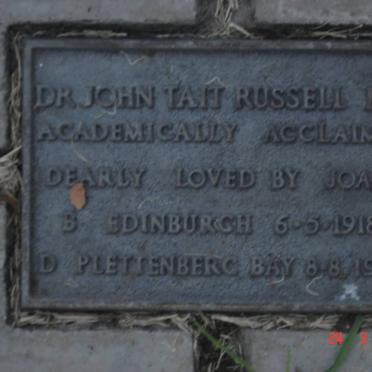 DR JOHN TAIT RUSSELL
ACADEMICALLY ACCLAIM
DEARLY LOVED BY JOA
B EDINBURGH 6-5-1918
D PLETTENBERG BAY 8-8-19
24